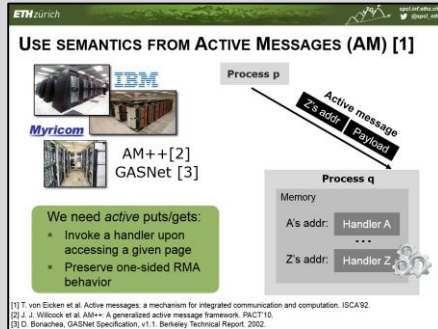 ETH zürich
spcl.inf.ethz.ch
@spcl_eth
USE SEMANTICS FROM ACTIVE MESSAGES (AM) [1]
IBM
Myricom
AM++[2]
GASNet [3]
Process p
Active message
Z's addr
Payload
Process q
Memory
A's addr: Handler A
...
Z's addr: Handler Z
We need active puts/gets:
• Invoke a handler upon
accessing a given page
• Preserve one-sided RMA
behavior
[1] T. von Eicken et al. Active messages: a mechanism for integrated communication and computation. ISCA'92.
[2] J. J. Willcock et al. AM++: A generalized active message framework. PACT'10.
[3] D. Bonachea, GASNet Specification, v1.1. Berkeley Technical Report. 2002.